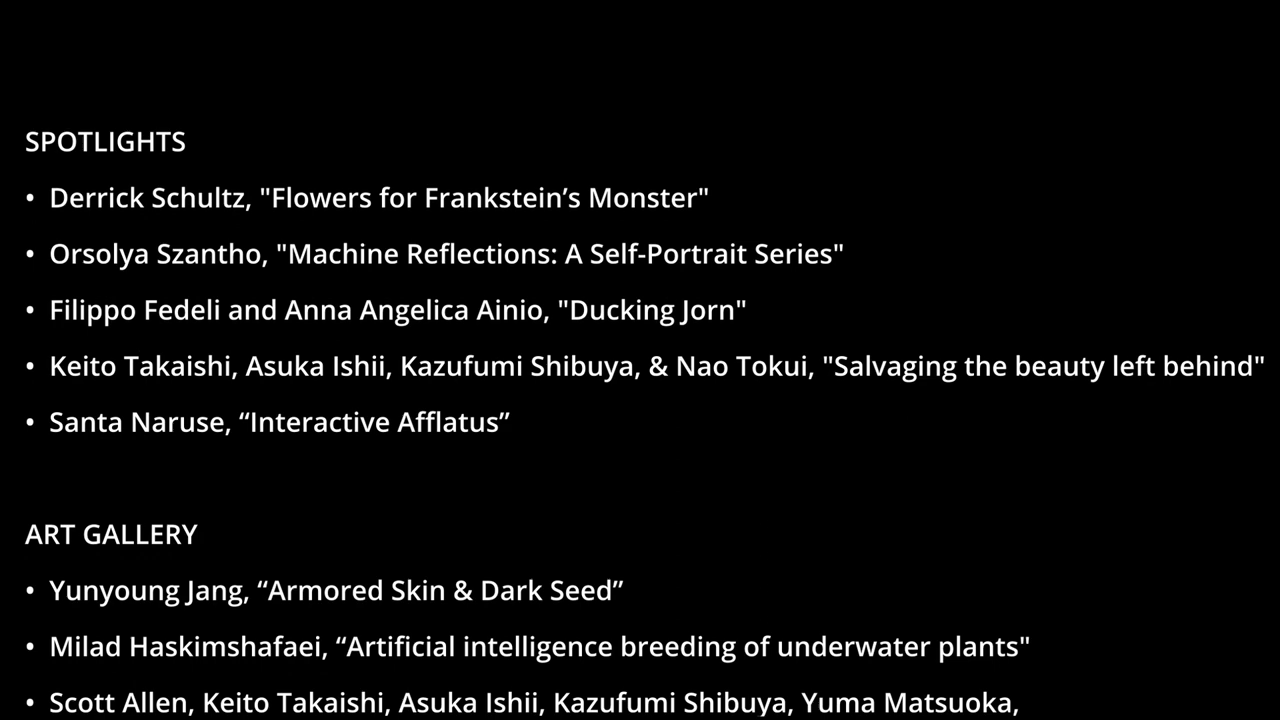 SPOTLIGHTS
• Derrick Schultz, "Flowers for Frankstein’s Monster"
• Orsolya Szantho, "Machine Reflections: A Self-Portrait Series"
• Filippo Fedeli and Anna Angelica Ainio, "Ducking Jorn"
• Keito Takaishi, Asuka Ishii, Kazufumi Shibuya, & Nao Tokui, "Salvaging the beauty left behind"
• Santa Naruse, “Interactive Afflatus”
ART GALLERY
• Yunyoung Jang, “Armored Skin & Dark Seed”
• Milad Haskimshafaei, “Artificial intelligence breeding of underwater plants"
• Scott Allen, Keito Takaishi, Asuka Ishii, Kazufumi Shibuya, Yuma Matsuoka,